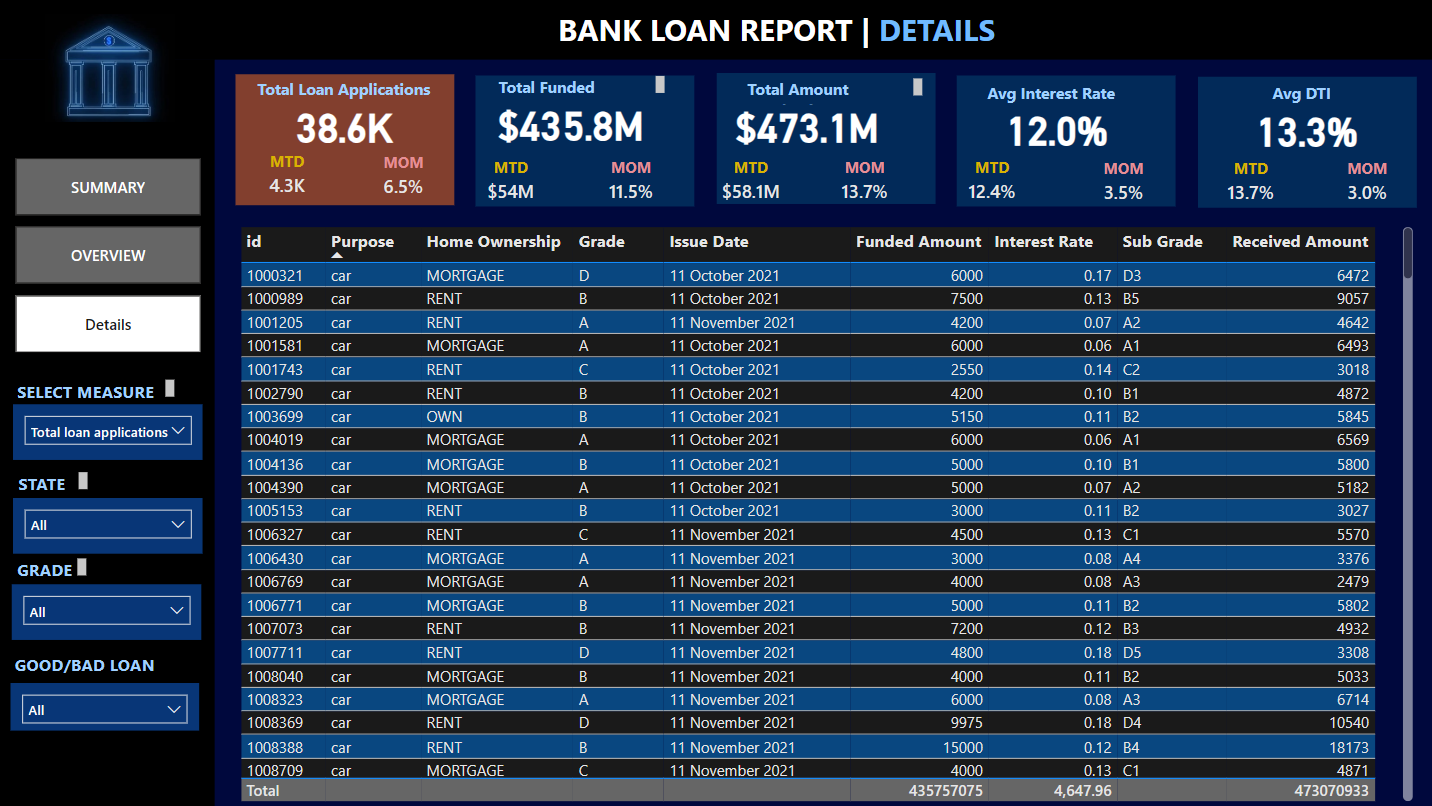 BANK LOAN REPORT | DETAILS
Total Loan Applications
38.6K
MTD MOM
4.3K 6.5%
Total Funded
$435.8M
MTD MOM
$54M 11.5%
Total Amount
$473.1M
MTD MOM
$58.1M 13.7%
Avg Interest Rate
12.0%
MTD MOM
12.4% 3.5%
Avg DTI
13.3%
MTD MOM
13.7% 3.0%
SUMMARY
OVERVIEW
Details
SELECT MEASURE
Total loan applications
STATE
All
GRADE
All
GOOD/BAD LOAN
All
id Purpose Home Ownership Grade Issue Date Funded Amount Interest Rate Sub Grade Received Amount
1000321 car MORTGAGE D 11 October 2021 6000 0.17 D3 6472
1000989 car RENT B 11 October 2021 7500 0.13 B5 9057
1001205 car RENT A 11 November 2021 4200 0.07 A2 4642
1001581 car MORTGAGE A 11 October 2021 6000 0.06 A1 6493
1001743 car RENT C 11 October 2021 2550 0.14 C2 3018
1002790 car RENT B 11 October 2021 4200 0.10 B1 4872
1003699 car OWN B 11 October 2021 5150 0.11 B2 5845
1004019 car MORTGAGE A 11 October 2021 6000 0.06 A1 6569
1004136 car MORTGAGE B 11 October 2021 5000 0.10 B1 5800
1004390 car MORTGAGE A 11 October 2021 5000 0.07 A2 5182
1005153 car RENT B 11 October 2021 3000 0.11 B2 3027
1006327 car RENT C 11 November 2021 4500 0.13 C1 5570
1006430 car MORTGAGE A 11 November 2021 3000 0.08 A4 3376
1006769 car MORTGAGE A 11 November 2021 4000 0.08 A3 2479
1006771 car MORTGAGE B 11 November 2021 5000 0.11 B2 5802
1007073 car RENT B 11 November 2021 7200 0.12 B3 4932
1007711 car RENT D 11 November 2021 4800 0.18 D5 3308
1008040 car MORTGAGE B 11 November 2021 4000 0.11 B2 5033
1008323 car MORTGAGE A 11 November 2021 6000 0.08 A3 6714
1008369 car RENT D 11 November 2021 9975 0.18 D4 10540
1008388 car RENT B 11 November 2021 15000 0.12 B4 18173
1008709 car MORTGAGE C 11 November 2021 4000 0.13 C1 4871
Total 435757075 4,647.96 473070933